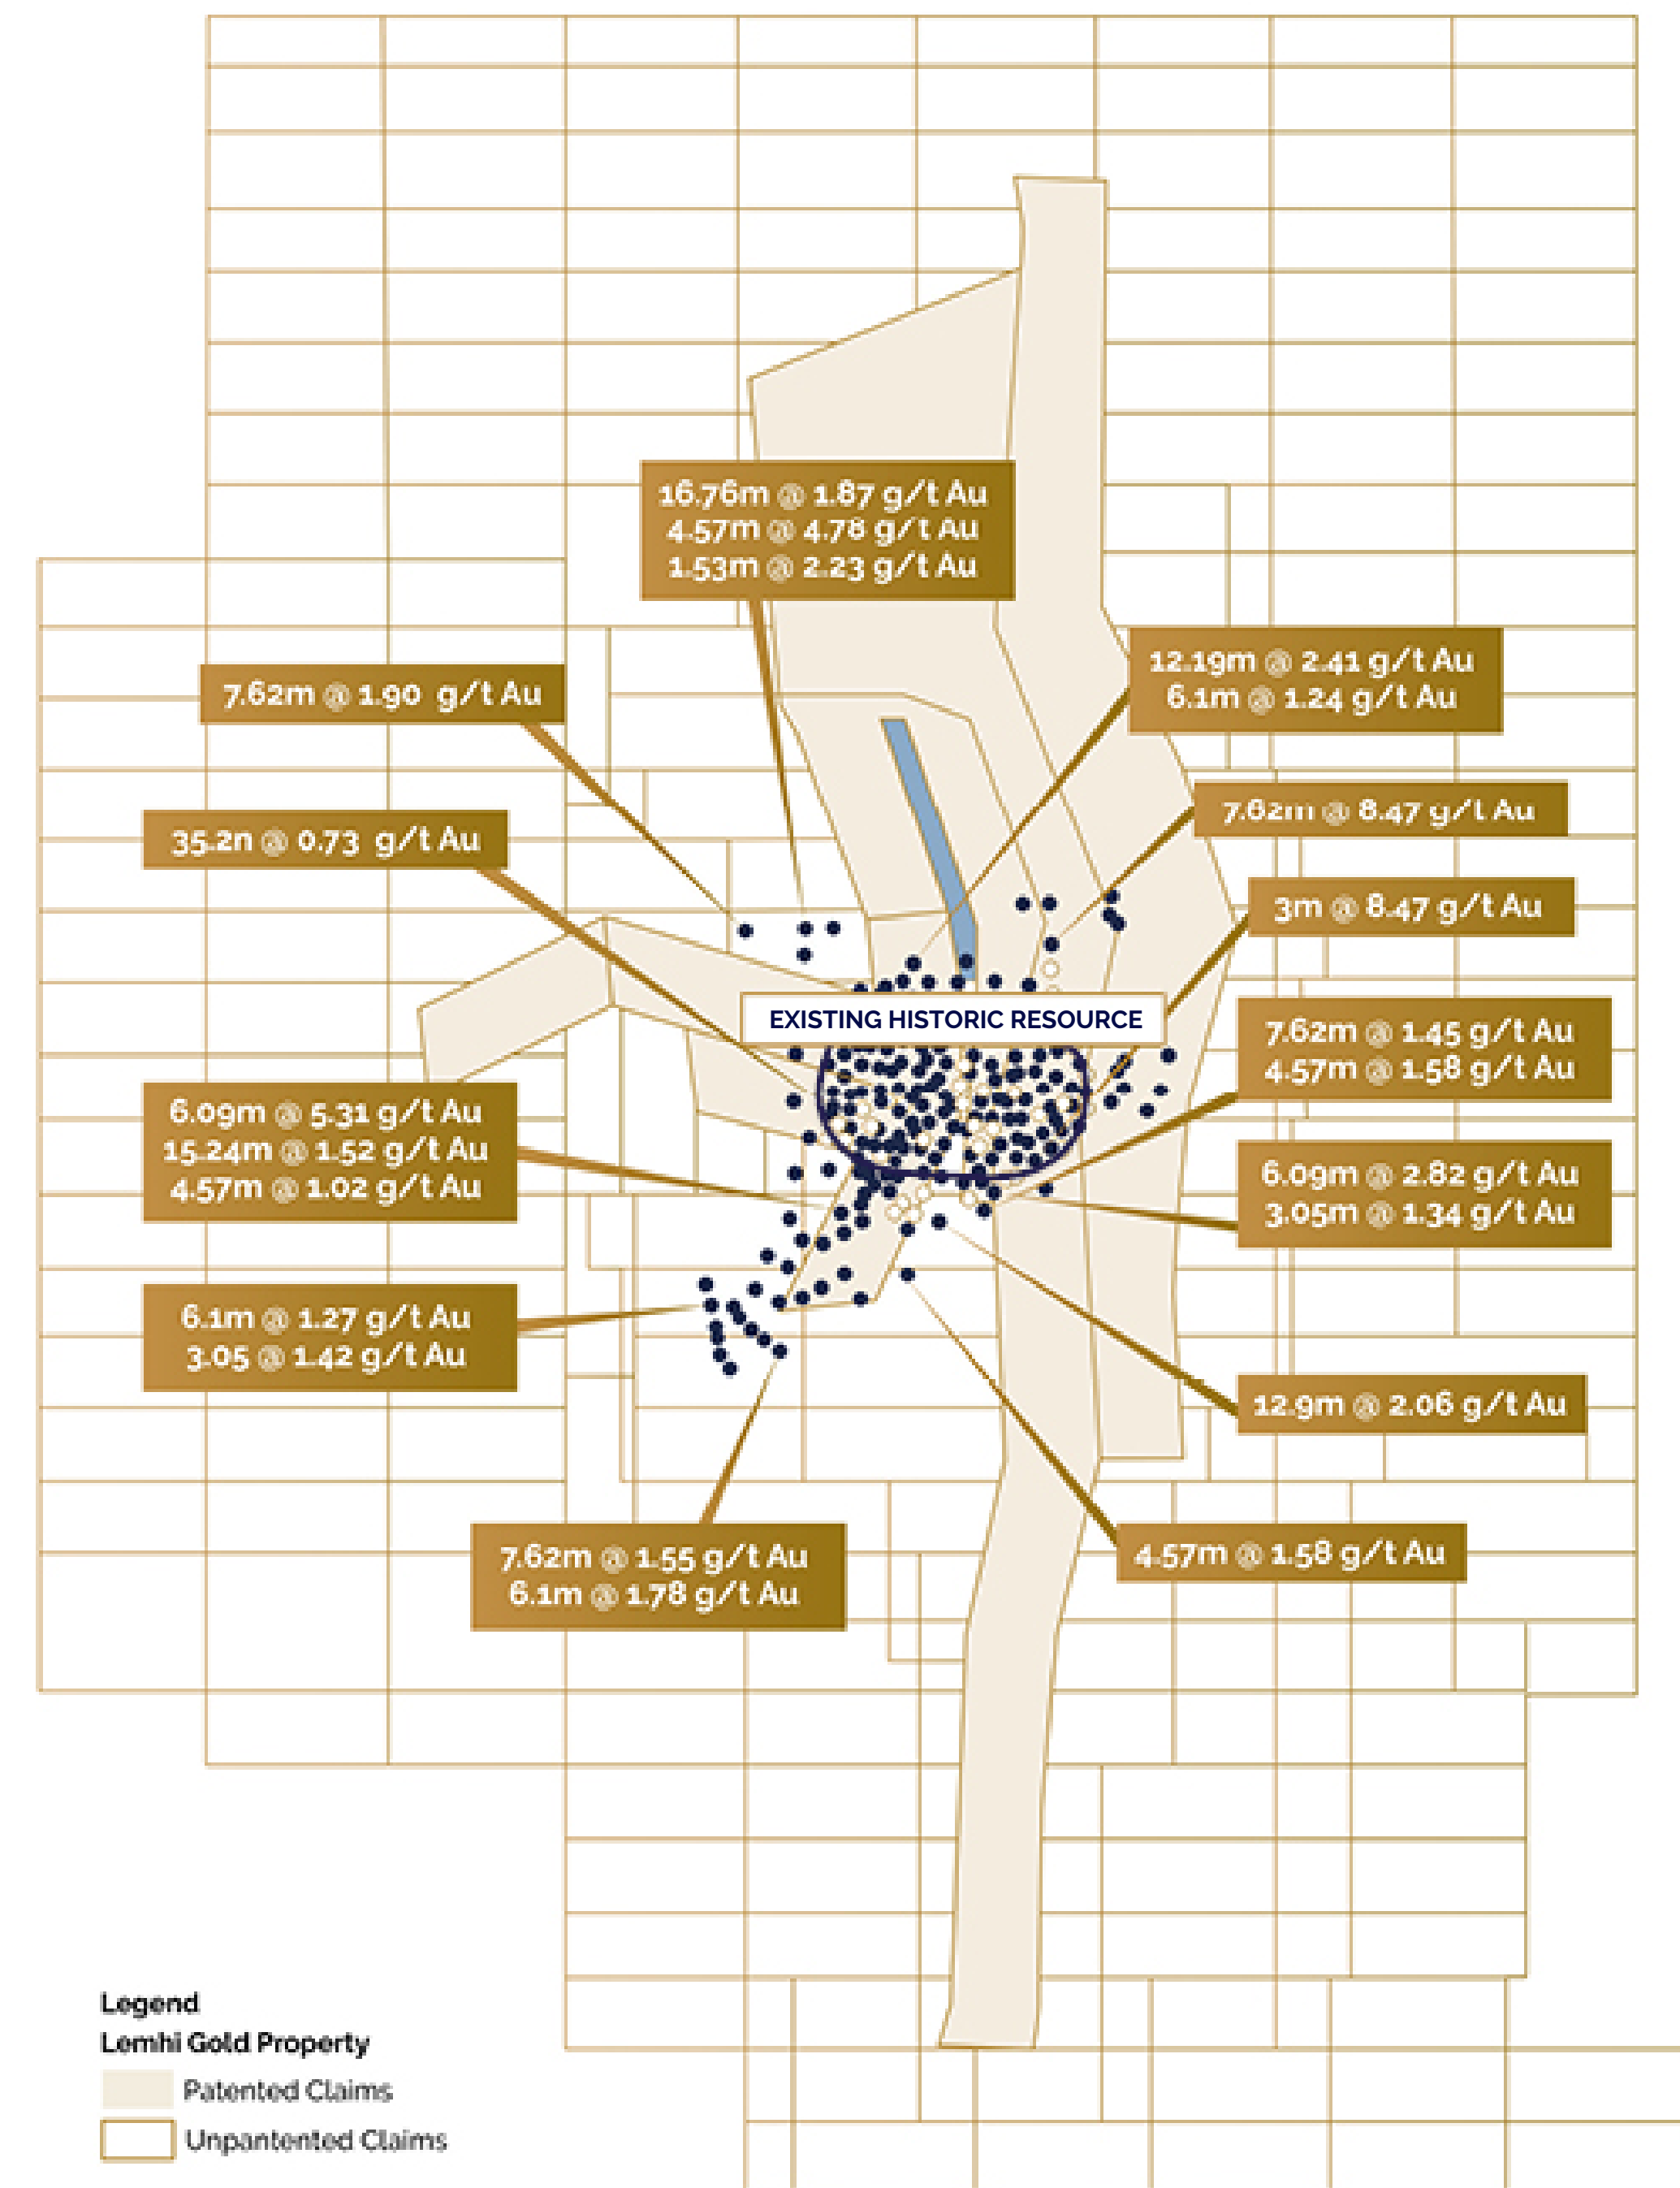 16.76m @ 1.87 g/t Au
4.57m @ 4.78 g/t Au
1.53m @ 2.23 g/t Au
12.19m @ 2.41 g/t Au
6.1m @ 1.24 g/t Au
7.62m @ 1.90 g/t Au
7.62m @ 8.47 g/t Au
35.2n @ 0.73 g/t Au
3m @ 8.47 g/t Au
EXISTING HISTORIC RESOURCE
7.62m @ 1.45 g/t Au
4.57m @ 1.58 g/t Au
6.09m @ 5.31 g/t Au
15.24m @ 1.52 g/t Au
4.57m @ 1.02 g/t Au
6.09m @ 2.82 g/t Au
3.05m @ 1.34 g/t Au
6.1m @ 1.27 g/t Au
3.05 @ 1.42 g/t Au
12.9m @ 2.06 g/t Au
7.62m @ 1.55 g/t Au
6.1m @ 1.78 g/t Au
4.57m @ 1.58 g/t Au
Legend
Lemhi Gold Property
Patented Claims
Unpantented Claims